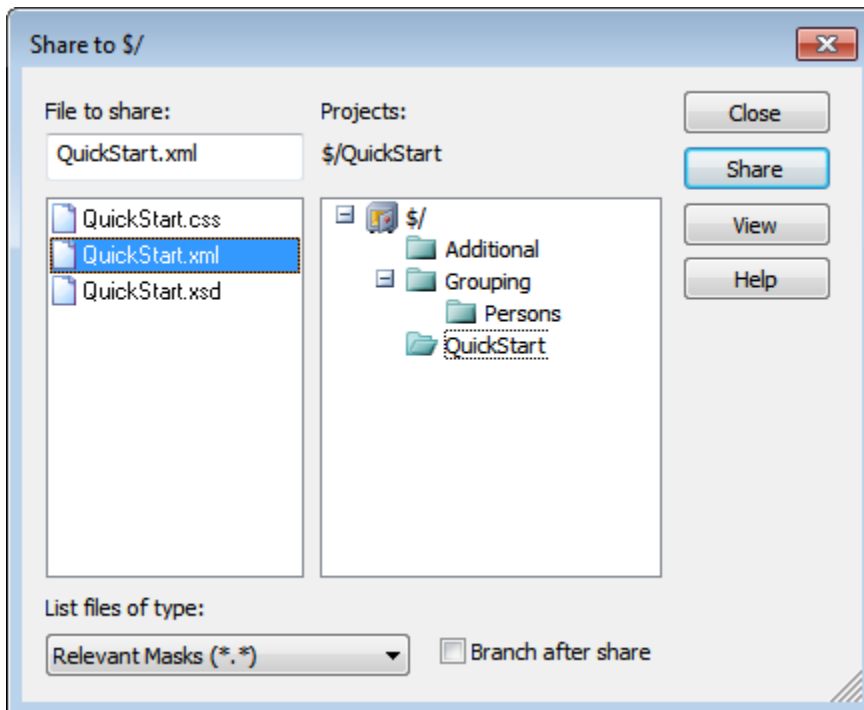 Share to $/
File to share:
QuickStart.xml
QuickStart.css
QuickStart.xml
QuickStart.xsd
Projects:
$/QuickStart
$/
Additional
Grouping
Persons
QuickStart
Close
Share
View
Help
List files of type:
Relevant Masks (*.*)
Branch after share